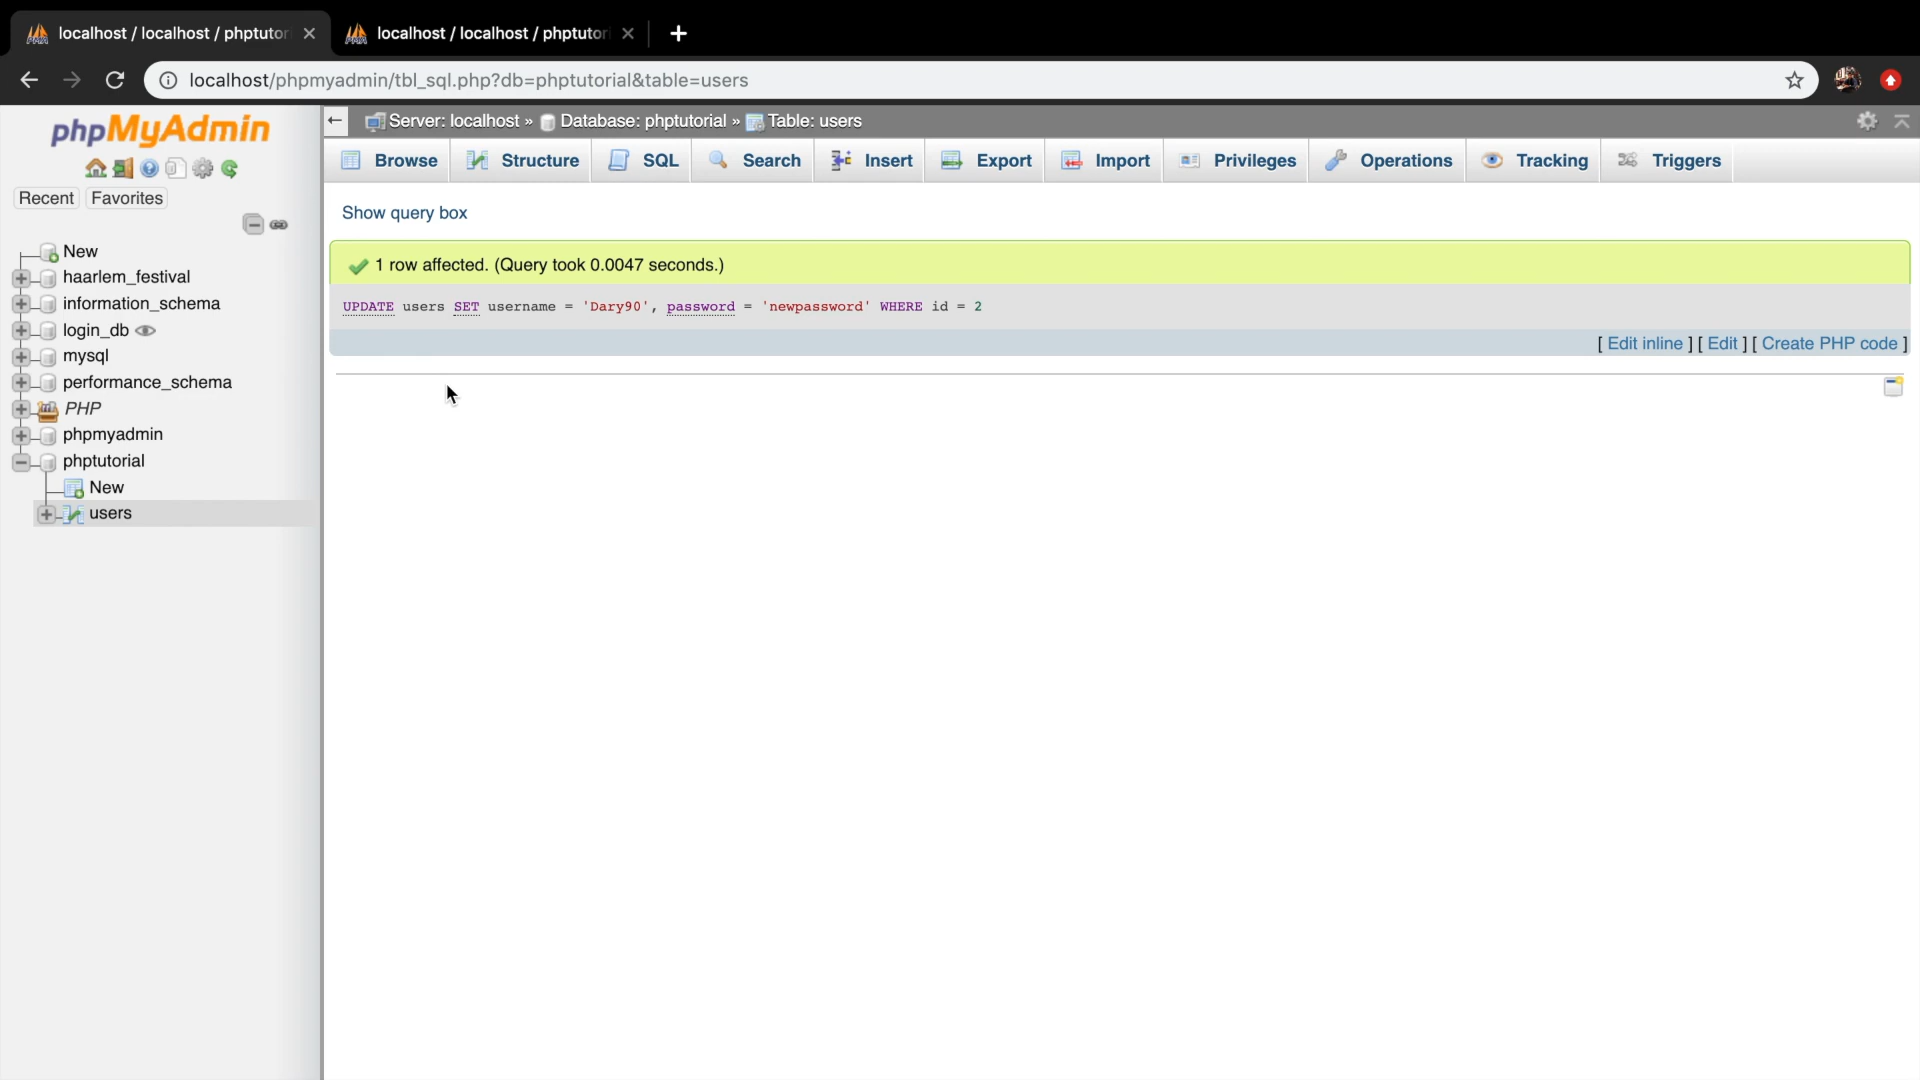 localhost / localhost / phptutor
localhost / localhost / phptutor
localhost/phpmyadmin/tbl_sql.php?db=phptutorial&table=users
phpMyAdmin
Recent
Favorites
New
haarlem_festival
information_schema
login_db
mysql
performance_schema
PHP
phpmyadmin
phptutorial
New
users
Server: localhost » Database: phptutorial » Table: users
Browse Structure SQL Search Insert Export Import Privileges Operations Tracking Triggers
Show query box
1 row affected. (Query took 0.0047 seconds.)
UPDATE users SET username = 'Dary90', password = 'newpassword' WHERE id = 2
[ Edit inline ] [ Edit ] [ Create PHP code ]